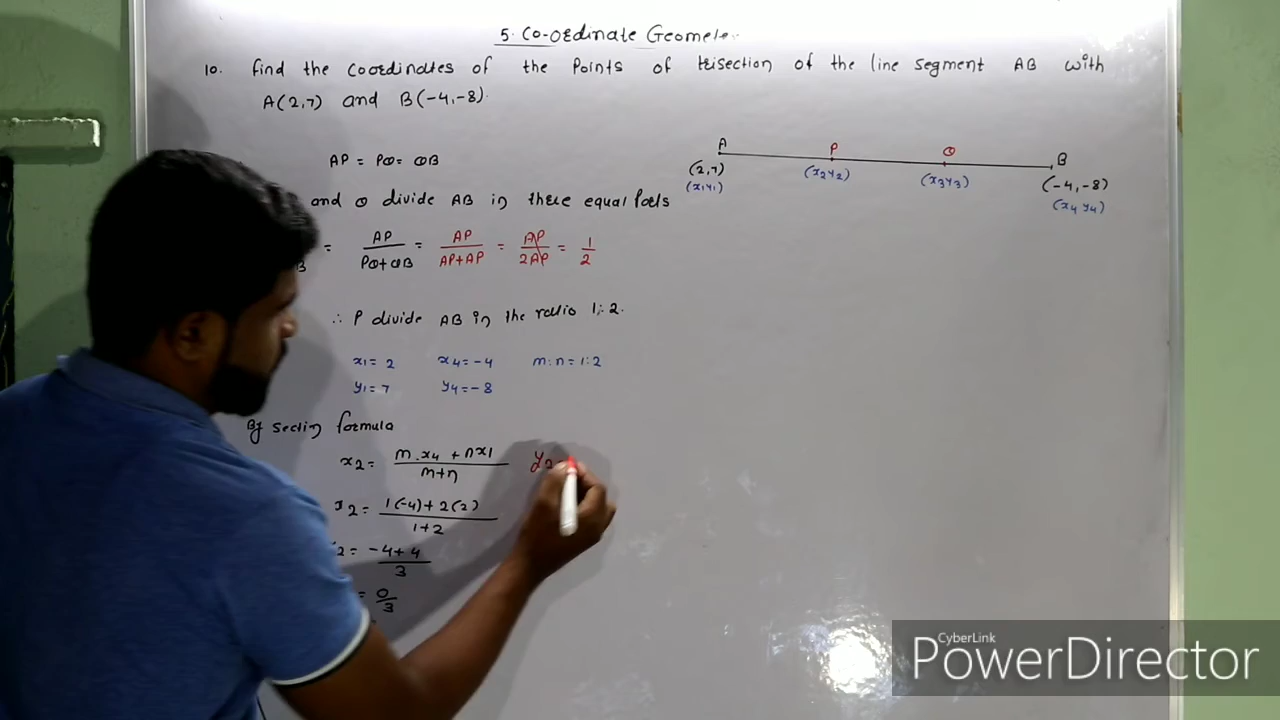 5. Co-ordinate Geomete
10. find the coordinates of the Points of trisection of the line segment AB with
A(2,7) and B(-4,-8).
A P Q B
(2,7) (x2y2) (x3y3) (-4,-8)
(x1y1) (x4 y4)
AP = PQ = QB
and Q divide AB in three equal Parts
= AP/PQ+QB = AP/AP+AP = AP/2AP = 1/2
B
∴ P divide AB in the ratio 1:2.
x1 = 2 x4 = -4 m:n = 1:2
y1 = 7 y4 = -8
By section formula
x2 = m.x4 + nx1/m+n y2
x2 = 1(-4)+2(2)/1+2
2 = -4+4/3
= 0/3
CyberLink
PowerDirector